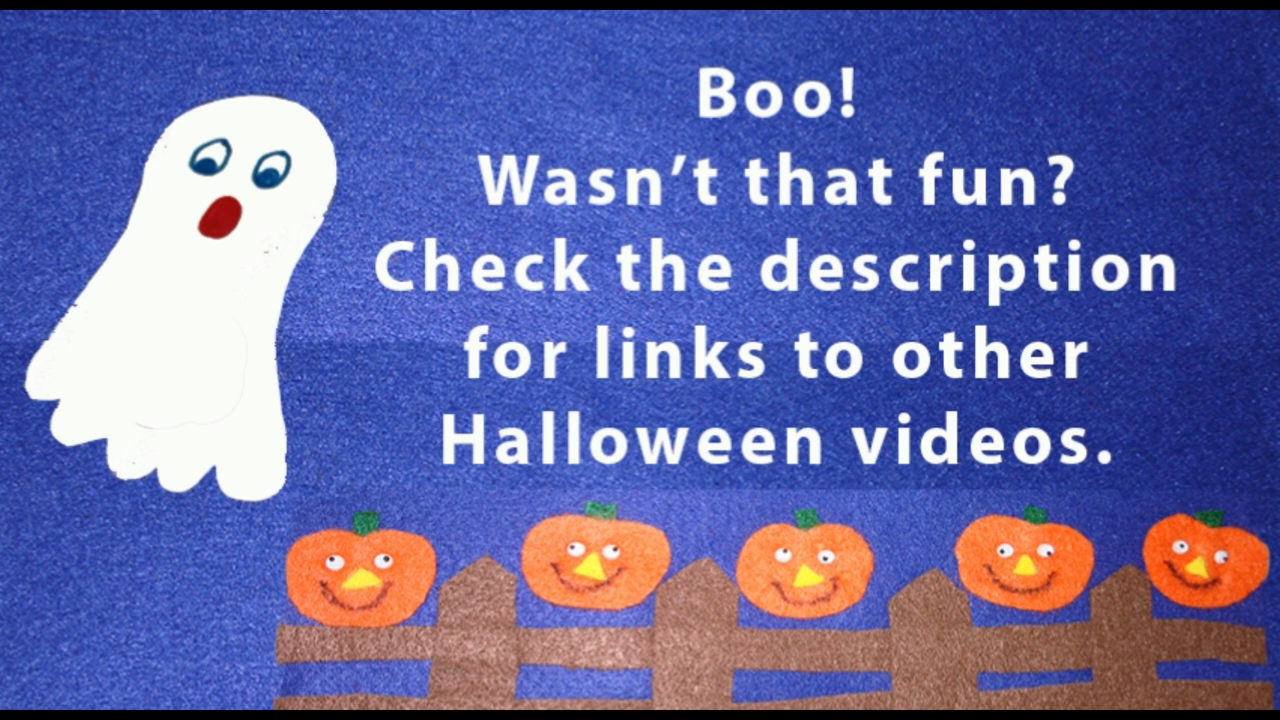 Boo!
Wasn’t that fun?
Check the description
for links to other
Halloween videos.